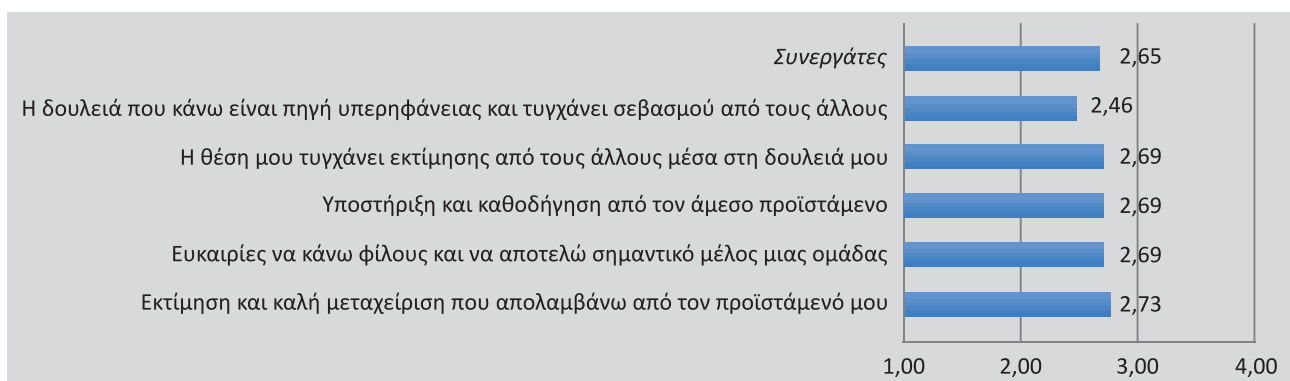 Συνεργάτες 2,65
Η δουλειά που κάνω είναι πηγή υπερηφάνειας και τυγχάνει σεβασμού από τους άλλους 2,46
Η θέση μου τυγχάνει εκτίμησης από τους άλλους μέσα στη δουλειά μου 2,69
Υποστήριξη και καθοδήγηση από τον άμεσο προϊστάμενο 2,69
Ευκαιρίες να κάνω φίλους και να αποτελώ σημαντικό μέλος μιας ομάδας 2,69
Εκτίμηση και καλή μεταχείριση που απολαμβάνω από τον προϊστάμενό μου 2,73
1,00 2,00 3,00 4,00